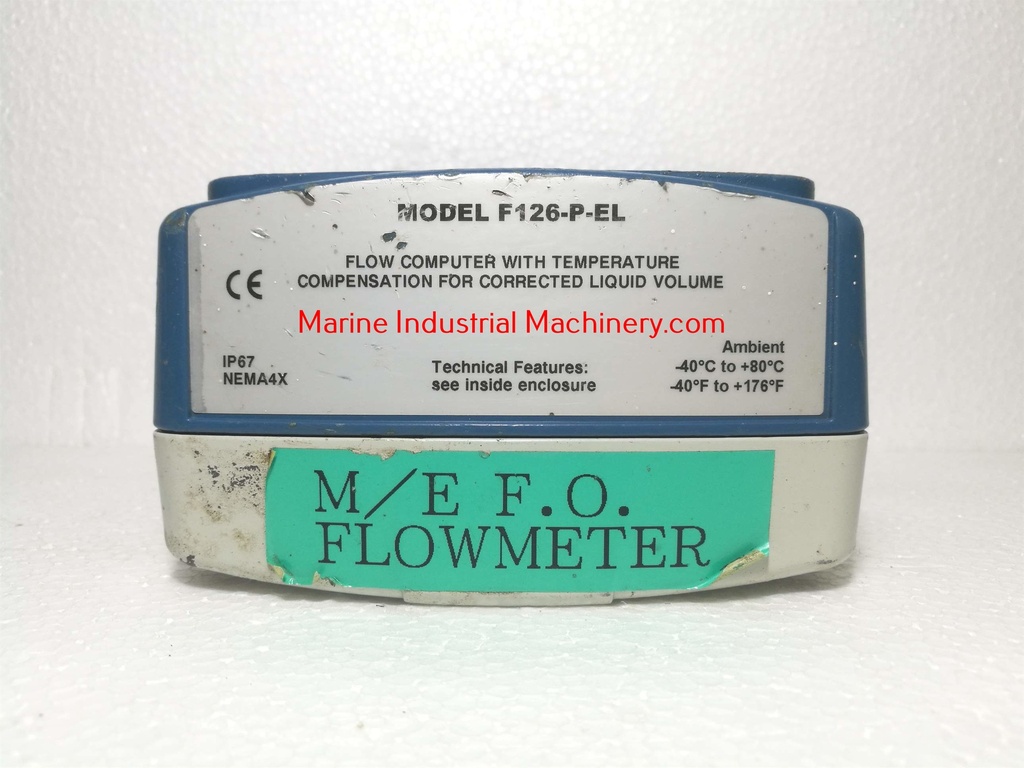 MODEL F126-P-EL
FLOW COMPUTER WITH TEMPERATURE
COMPENSATION FOR CORRECTED LIQUID VOLUME
CE
Marine Industrial Machinery.com
IP67
NEMA4X
Technical Features:
see inside enclosure
Ambient
-40°C to +80°C
-40°F to +176°F
M/E F.O.
FLOWMETER